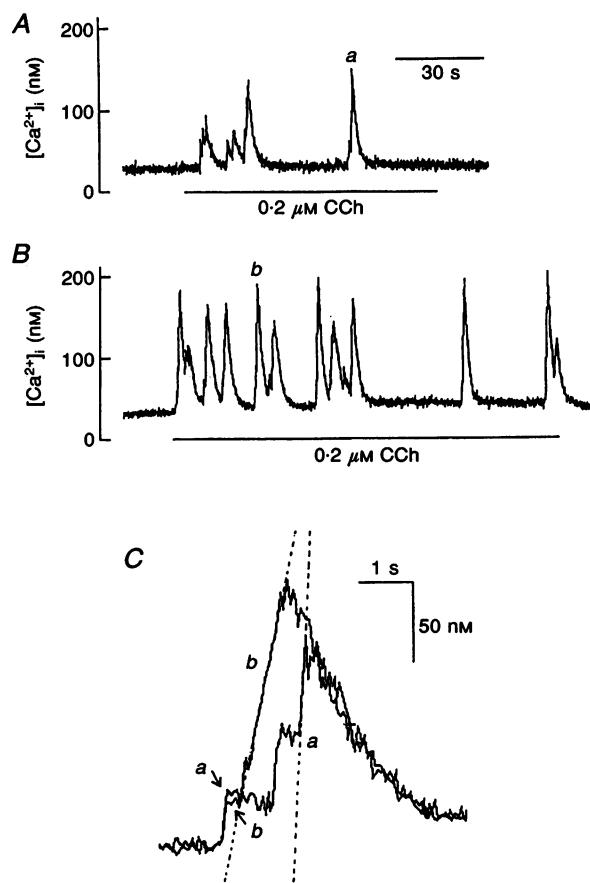 A
200
100
0
[Ca²⁺]ᵢ (nM)
a
30 s
0·2 μM CCh
B
200
100
0
[Ca²⁺]ᵢ (nM)
b
0·2 μM CCh
C
1 s
50 nM
b
a
a
b